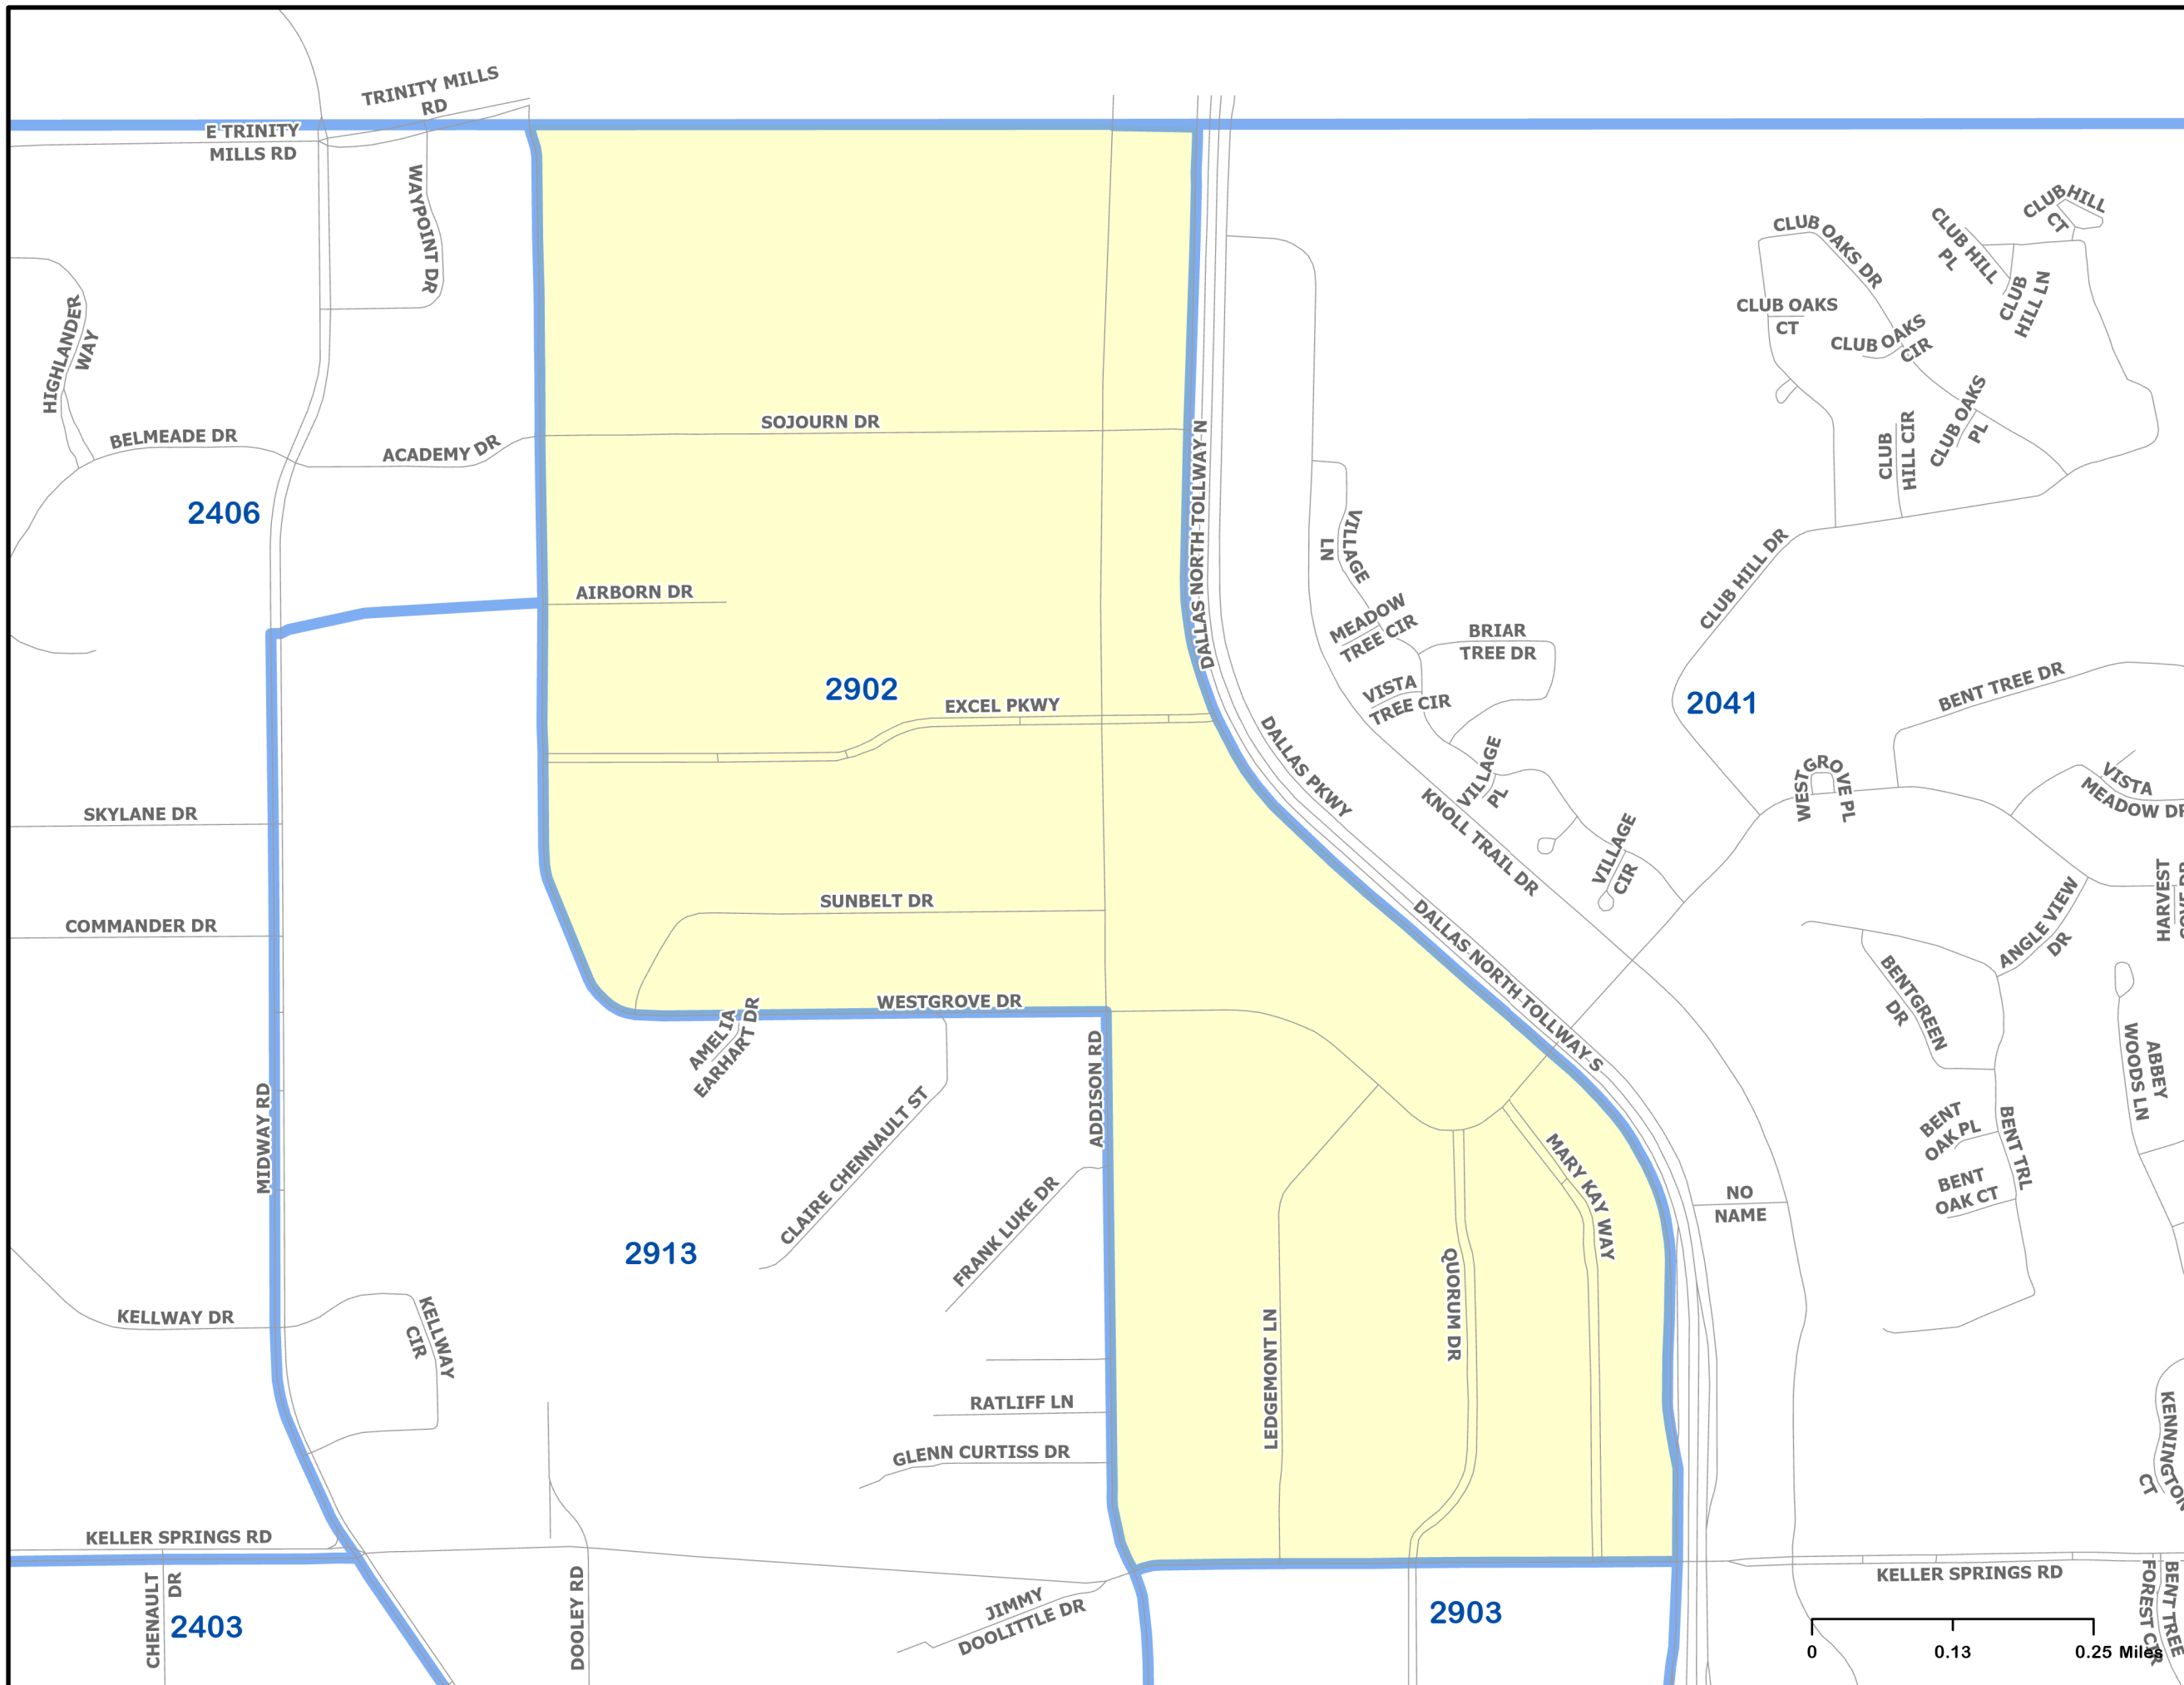 TRINITY MILLS
RD
E TRINITY
MILLS RD
WAYPOINT DR
HIGHLANDER
WAY
BELMEADE DR
ACADEMY DR
SOJOURN DR
2406
AIRBORN DR
2902
EXCEL PKWY
DALLAS NORTH TOLLWAY N
DALLAS PKWY
CLUB OAKS DR
CLUB HILL
PL
CLUB HILL
CT
CLUB
HILL LN
CLUB OAKS
CT
CLUB OAKS
CIR
CLUB OAKS
PL
CLUB
HILL CIR
CLUB HILL DR
VILLAGE
LN
MEADOW
TREE CIR
BRIAR
TREE DR
VISTA
TREE CIR
VILLAGE
PL
KNOLL TRAIL DR
VILLAGE
CIR
2041
BENT TREE DR
WESTGROVE PL
VISTA
MEADOW DR
HARVEST
ANGLE VIEW
DR
BENTGREEN
DR
ABBEY
WOODS LN
BENT
OAK PL
BENT TRL
BENT
OAK CT
SKYLANE DR
COMMANDER DR
SUNBELT DR
WESTGROVE DR
AMELIA
EARHART DR
ADDISON RD
DALLAS NORTH TOLLWAY S
MIDWAY RD
CLAIRE CHENNAULT ST
FRANK LUKE DR
MARY KAY WAY
NO
NAME
2913
QUORUM DR
LEDGEMONT LN
KELLWAY DR
KELLWAY
CIR
RATLIFF LN
GLENN CURTISS DR
KENNINGTON
CT
KELLER SPRINGS RD
CHENAULT
DR
2403
DOOLEY RD
JIMMY
DOOLITTLE DR
2903
KELLER SPRINGS RD
FOREST CIR
BENT TREE
0 0.13 0.25 Miles